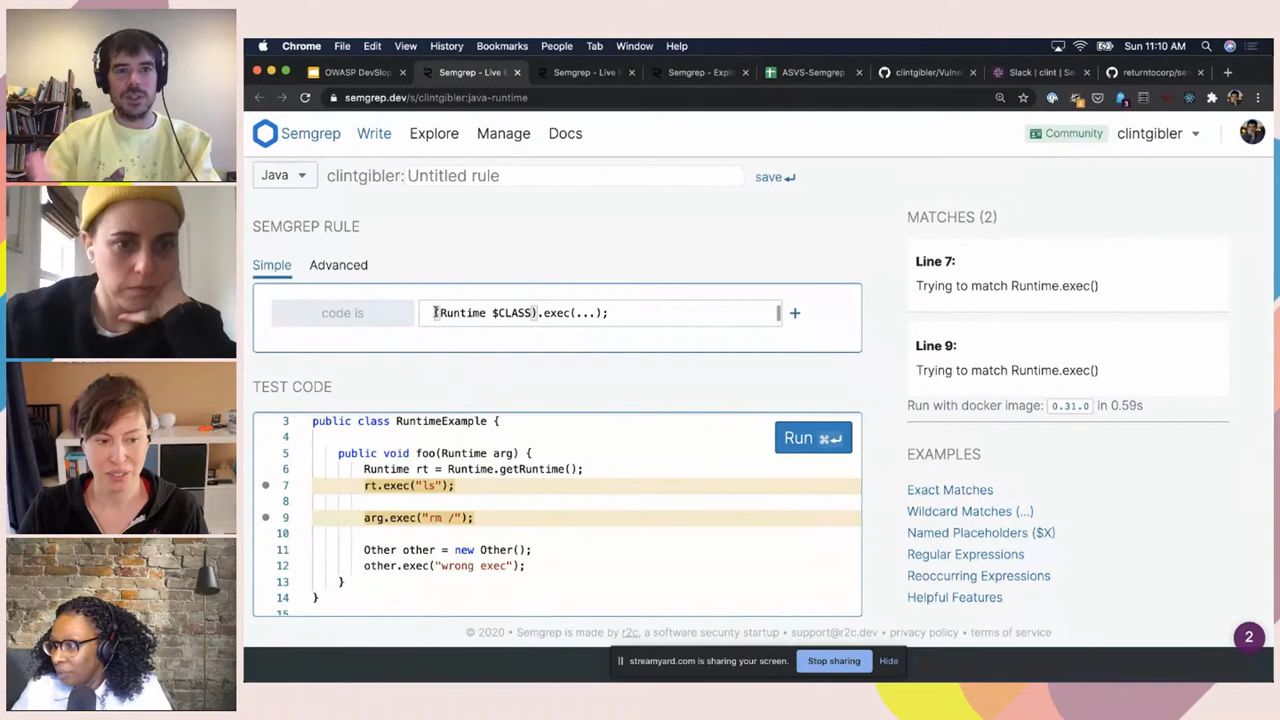 Chrome File Edit View History Bookmarks People Tab Window Help Sun 11:10 AM
OWASP DevSlop × Semgrep - Live E × Semgrep - Live × Semgrep - Explo × ASVS-Semgrep × clintgibler/Vulne × Slack | clint | Se × returntocorp/sem × +
semgrep.dev/s/clintgibler:java-runtime
Semgrep Write Explore Manage Docs Community clintgibler
Java clintgibler: Untitled rule save
SEMGREP RULE
Simple Advanced
code is (Runtime $CLASS).exec(...); +
TEST CODE
3 public class RuntimeExample {
4
5 public void foo(Runtime arg) {
6 Runtime rt = Runtime.getRuntime();
7 rt.exec("ls");
8
9 arg.exec("rm /");
10
11 Other other = new Other();
12 other.exec("wrong exec");
13 }
14 }
15
Run
MATCHES (2)
Line 7:
Trying to match Runtime.exec()
Line 9:
Trying to match Runtime.exec()
Run with docker image: 0.31.0 in 0.59s
EXAMPLES
Exact Matches
Wildcard Matches (...)
Named Placeholders ($X)
Regular Expressions
Reoccurring Expressions
Helpful Features
© 2020 • Semgrep is made by r2c, a software security startup • support@r2c.dev • privacy policy • terms of service
2
streamyard.com is sharing your screen. Stop sharing Hide